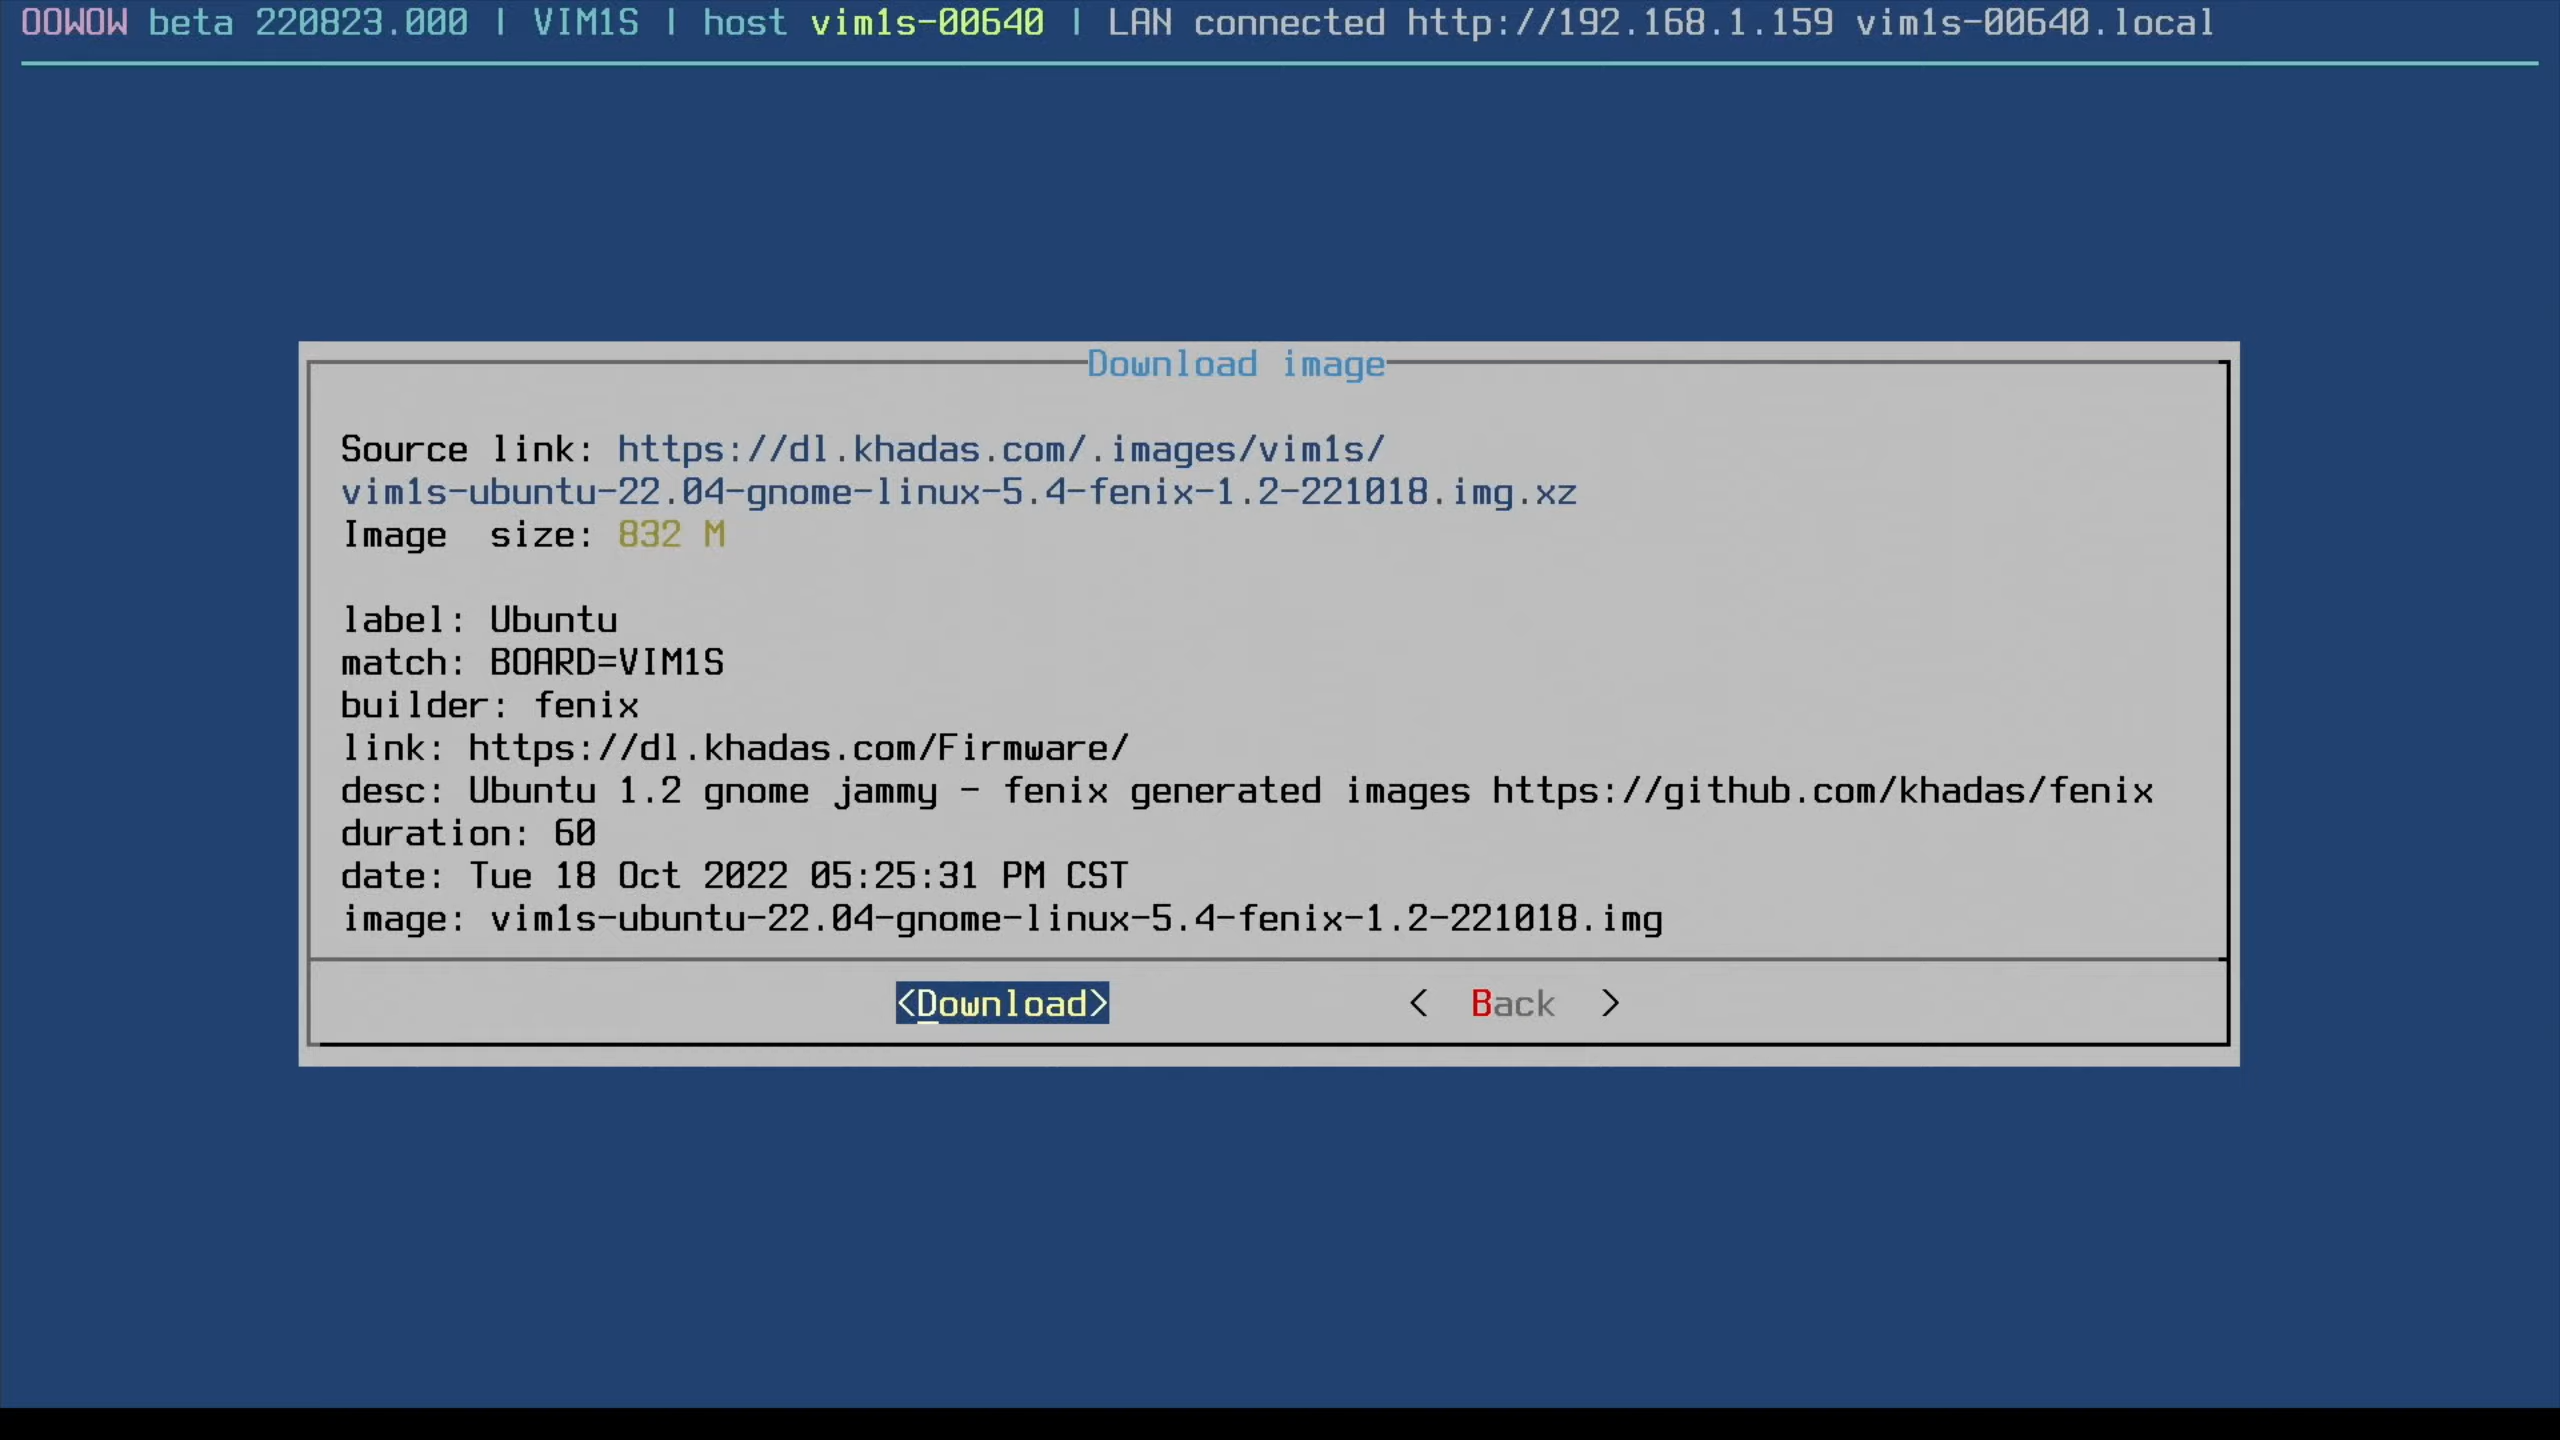 OOWOW beta 220823.000 | VIM1S | host vim1s-00640 | LAN connected http://192.168.1.159 vim1s-00640.local
Download image
Source link: https://dl.khadas.com/.images/vim1s/
vim1s-ubuntu-22.04-gnome-linux-5.4-fenix-1.2-221018.img.xz
Image  size: 832 M
label: Ubuntu
match: BOARD=VIM1S
builder: fenix
link: https://dl.khadas.com/Firmware/
desc: Ubuntu 1.2 gnome jammy - fenix generated images https://github.com/khadas/fenix
duration: 60
date: Tue 18 Oct 2022 05:25:31 PM CST
image: vim1s-ubuntu-22.04-gnome-linux-5.4-fenix-1.2-221018.img
<Download> < Back >